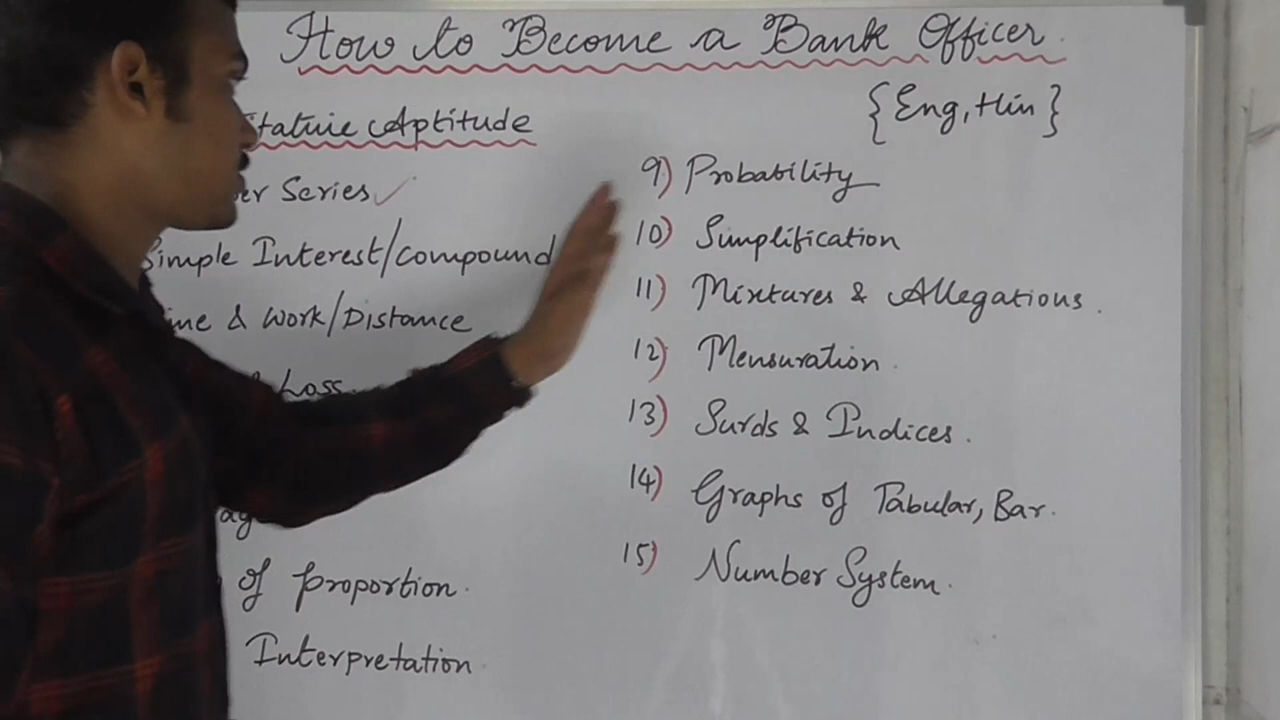 How to Become a Bank Officer.
{Eng, Hin}
Aptitude
Series
Simple Interest/Compound
& Work/Distance
Loss
of proportion.
Interpretation
9) Probability
10) Simplification
11) Mixtures & Allegations.
12) Mensuration.
13) Surds & Indices.
14) Graphs of Tabular, Bar.
15) Number System.